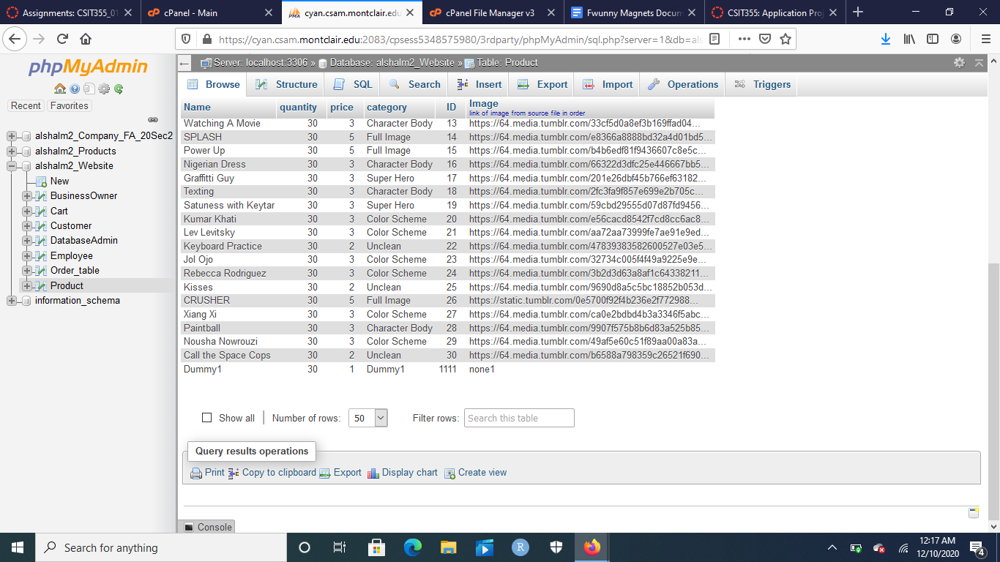 Assignments: CSIT355_01
cPanel - Main
cyan.csam.montclair.edu
cPanel File Manager v3
Fwunny Magnets Docum
CSIT355: Application Proj
https://cyan.csam.montclair.edu:2083/cpsess5348575980/3rdparty/phpMyAdmin/sql.php?server=1&db=als
phpMyAdmin
Recent Favorites
alshalm2_Company_FA_20Sec2
alshalm2_Products
alshalm2_Website
New
BusinessOwner
Cart
Customer
DatabaseAdmin
Employee
Order_table
Product
information_schema
Server: localhost:3306 » Database: alshalm2_Website » Table: Product
Browse Structure SQL Search Insert Export Import Operations Triggers
Name quantity price category ID Image
link of image from source file in order
Watching A Movie 30 3 Character Body 13 https://64.media.tumblr.com/33cf5d0a8ef3b169ffad04...
SPLASH 30 5 Full Image 14 https://64.media.tumblr.com/e8366a8888bd32a4d01bd5...
Power Up 30 5 Full Image 15 https://64.media.tumblr.com/b4b6edf81f9436607c8e5c...
Nigerian Dress 30 3 Character Body 16 https://64.media.tumblr.com/66322d3dfc25e446667bb5...
Graffitti Guy 30 3 Super Hero 17 https://64.media.tumblr.com/201e26dbf45b766ef63182...
Texting 30 3 Character Body 18 https://64.media.tumblr.com/2fc3fa9f857e699e2b705c...
Satuness with Keytar 30 3 Super Hero 19 https://64.media.tumblr.com/59cbd29555d07d87fd9456...
Kumar Khati 30 3 Color Scheme 20 https://64.media.tumblr.com/e56cacd8542f7cd8cc6ac8...
Lev Levitsky 30 3 Color Scheme 21 https://64.media.tumblr.com/aa72aa73999fe7ae91e9ed...
Keyboard Practice 30 2 Unclean 22 https://64.media.tumblr.com/47839383582600527e03e5...
Jol Ojo 30 3 Color Scheme 23 https://64.media.tumblr.com/32734c005f4f49a9225e9e...
Rebecca Rodriguez 30 3 Color Scheme 24 https://64.media.tumblr.com/3b2d3d63a8af1c64338211...
Kisses 30 2 Unclean 25 https://64.media.tumblr.com/9690d8a5c5bc18852b053d...
CRUSHER 30 5 Full Image 26 https://static.tumblr.com/0e5700f92f4b236e2f772988...
Xiang Xi 30 3 Color Scheme 27 https://64.media.tumblr.com/ca0e2bdbd4b3a3346f5abc...
Paintball 30 3 Character Body 28 https://64.media.tumblr.com/9907f575b8b6d83a525b85...
Nousha Nowrouzi 30 3 Color Scheme 29 https://64.media.tumblr.com/49af5e60c51f89aa00a83a...
Call the Space Cops 30 2 Unclean 30 https://64.media.tumblr.com/b6588a798359c26521f690...
Dummy1 30 1 Dummy1 1111 none1
Show all Number of rows: 50 Filter rows: Search this table
Query results operations
Print Copy to clipboard Export Display chart Create view
Console
Search for anything
12:17 AM
12/10/2020
4